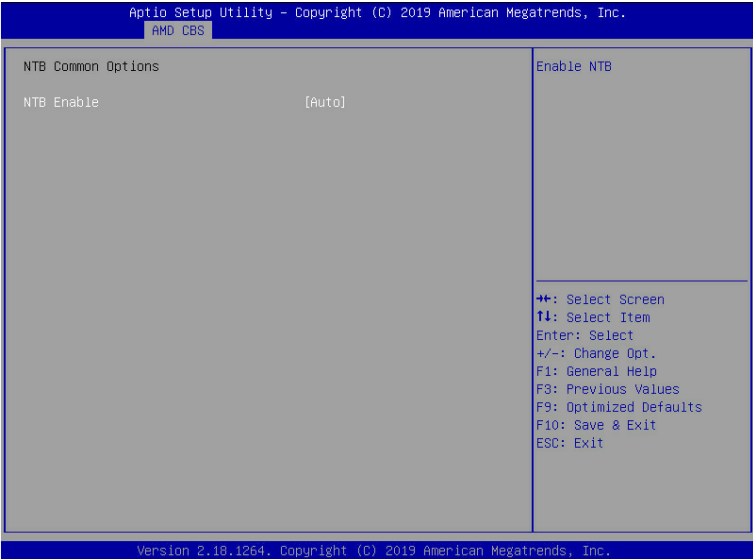 Aptio Setup Utility – Copyright (C) 2019 American Megatrends, Inc.
AMD CBS
NTB Common Options
NTB Enable [Auto]
Enable NTB
→←: Select Screen
↑↓: Select Item
Enter: Select
+/-: Change Opt.
F1: General Help
F3: Previous Values
F9: Optimized Defaults
F10: Save & Exit
ESC: Exit
Version 2.18.1264. Copyright (C) 2019 American Megatrends, Inc.